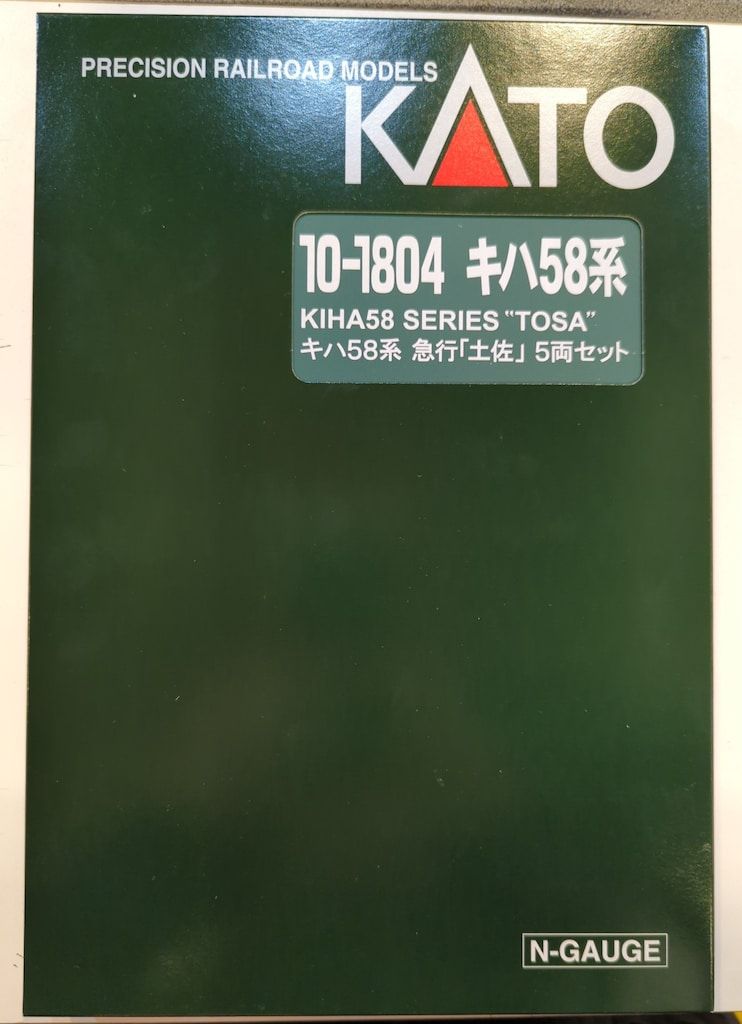 PRECISION RAILROAD MODELS
KATO
10-1804 キハ58系
KIHA58 SERIES “TOSA”
キハ58系 急行「土佐」 5両セット
N-GAUGE